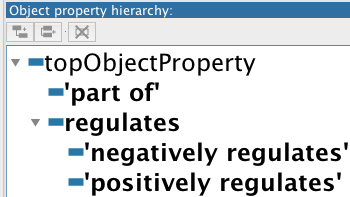 Object property hierarchy:
topObjectProperty
'part of'
regulates
'negatively regulates'
'positively regulates'